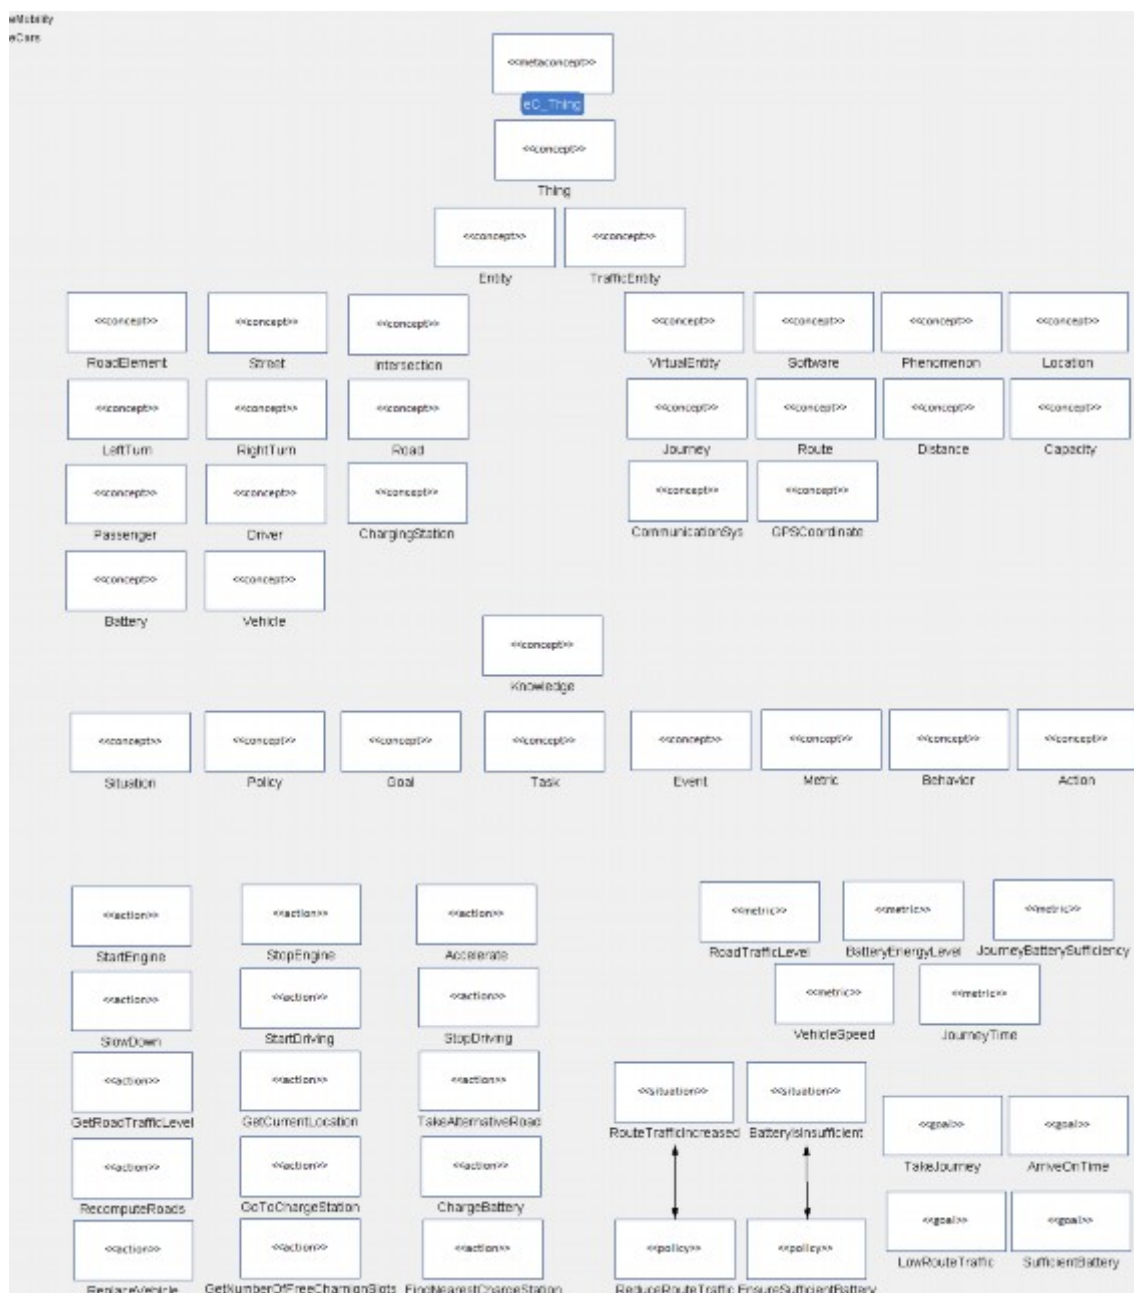 eMobility
eCars
<<metaconcept>>
eC_Thing
<<concept>>
Thing
<<concept>> <<concept>>
Entity TrafficEntity
<<concept>> <<concept>> <<concept>> <<concept>> <<concept>> <<concept>> <<concept>>
RoadElement Street Intersection VirtualEntity Software Phenomenon Location
<<concept>> <<concept>> <<concept>> <<concept>> <<concept>> <<concept>> <<concept>>
LeftTurn RightTurn Road Journey Route Distance Capacity
<<concept>> <<concept>> <<concept>> <<concept>> <<concept>>
Passenger Driver ChargingStation CommunicationSys GPSCoordinate
<<concept>> <<concept>>
Battery Vehicle
<<concept>>
Knowledge
<<concept>> <<concept>> <<concept>> <<concept>> <<concept>> <<concept>> <<concept>> <<concept>>
Situation Policy Goal Task Event Metric Behavior Action
<<action>> <<action>> <<action>> <<metric>> <<metric>> <<metric>>
StartEngine StopEngine Accelerate RoadTrafficLevel BatteryEnergyLevel JourneyBatterySufficiency
<<action>> <<action>> <<action>> <<metric>> <<metric>>
SlowDown StartDriving StopDriving VehicleSpeed JourneyTime
<<action>> <<action>> <<action>> <<situation>> <<situation>>
GetRoadTrafficLevel GetCurrentLocation TakeAlternativeRoad RouteTrafficIncreased BatteryIsInsufficient
<<goal>> <<goal>>
TakeJourney ArriveOnTime
<<action>> <<action>> <<action>>
RecomputeRoads GoToChargeStation ChargeBattery
<<goal>> <<goal>>
LowRouteTraffic SufficientBattery
<<action>> <<action>> <<action>> <<policy>> <<policy>>
ReplaceVehicle GetNumberOfFreeCharnignSlots FindNearestChargeStation ReduceRouteTraffic EnsureSufficientBattery